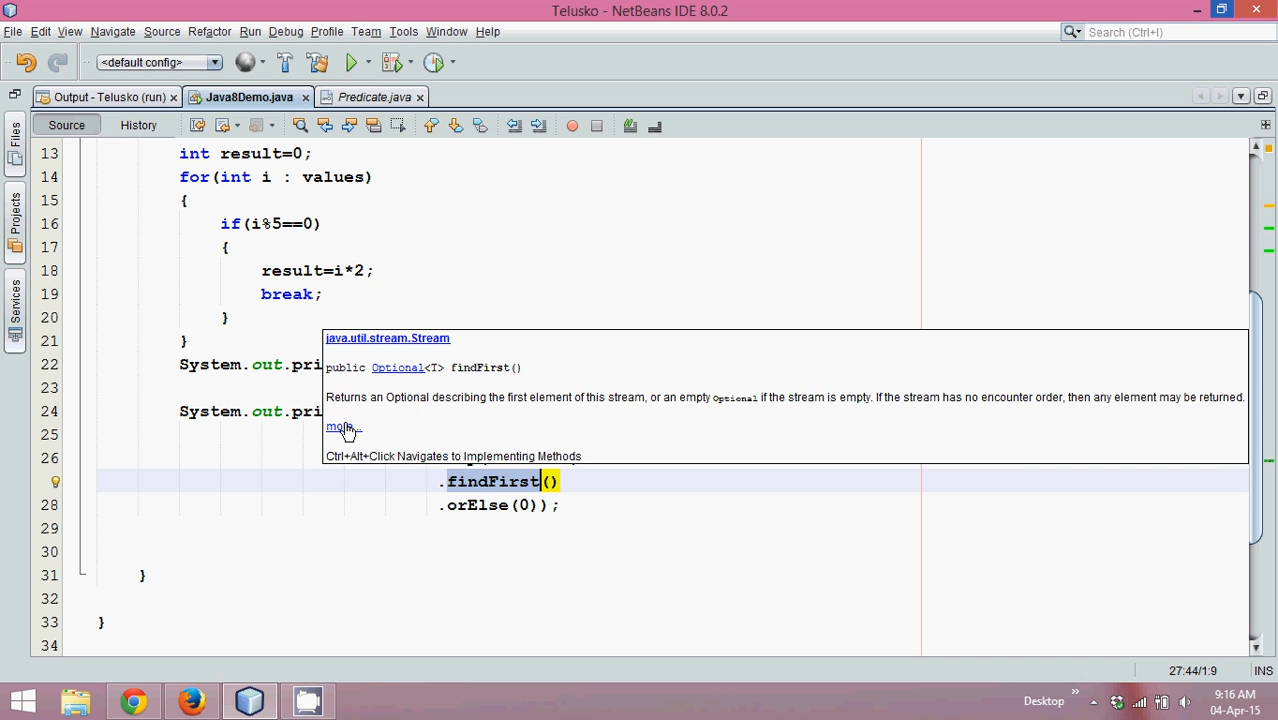 Telusko - NetBeans IDE 8.0.2
File Edit View Navigate Source Refactor Run Debug Profile Team Tools Window Help
Search (Ctrl+I)
<default config>
Output - Telusko (run) Java8Demo.java Predicate.java
Source History
Files
Projects
Services
13 int result=0;
14 for(int i : values)
15 {
16 if(i%5==0)
17 {
18 result=i*2;
19 break;
20 }
21 }
22 System.out.pri
23
24 System.out.pri
25
26
java.util.stream.Stream
public Optional<T> findFirst()
Returns an Optional describing the first element of this stream, or an empty Optional if the stream is empty. If the stream has no encounter order, then any element may be returned.
more...
Ctrl+Alt+Click Navigates to Implementing Methods
.findFirst()
28 .orElse(0));
29
30
31 }
32
33 }
34
27:44/1:9 INS
Desktop
9:16 AM
04-Apr-15